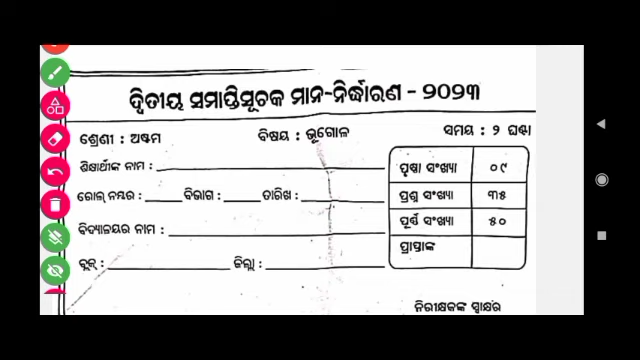 ଦ୍ଵିତୀୟ ସମାପ୍ତିସୂଚକ ମାନ-ନିର୍ଦ୍ଧାରଣ - ୨୦୨୩
ଶ୍ରେଣୀ : ଅଷ୍ଟମ ବିଷୟ : ଭୂଗୋଳ ସମୟ : ୨ ଘଣ୍ଟା
ଶିକ୍ଷାର୍ଥୀଙ୍କ ନାମ :
ରୋଲ୍ ନମ୍ବର : ବିଭାଗ : ତାରିଖ :
ବିଦ୍ୟାଳୟର ନାମ :
ବ୍ଲକ୍ : ଜିଲ୍ଲା :
ପୃଷ୍ଠା ସଂଖ୍ୟା ୦୯
ପ୍ରଶ୍ନ ସଂଖ୍ୟା ୩୫
ପୂର୍ଣ୍ଣ ସଂଖ୍ୟା ୫୦
ପ୍ରାପ୍ତାଙ୍କ
ନିରୀକ୍ଷକଙ୍କ ସ୍ୱାକ୍ଷର